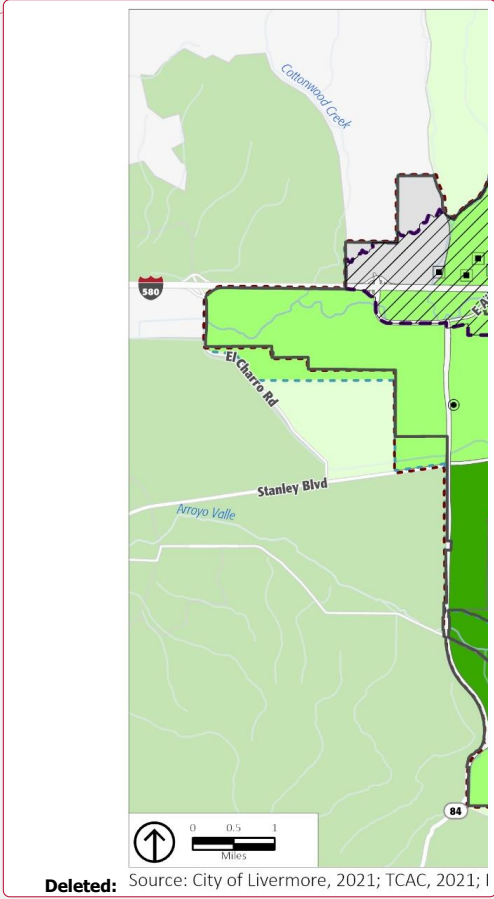 Cottonwood
Creek
580
E A
El Charro Rd
Stanley Blvd
Arroyo Valle
84
0 0.5 1
Miles
Deleted: Source: City of Livermore, 2021; TCAC, 2021;